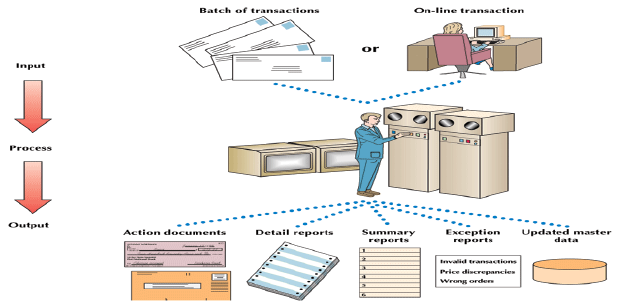 Batch of transactions
On-line transaction
or
Input
Process
Output
Action documents
Detail reports
Summary
reports
Exception
reports
Updated master
data
1
2
3
4
5
6
Invalid transactions
Price discrepancies
Wrong orders